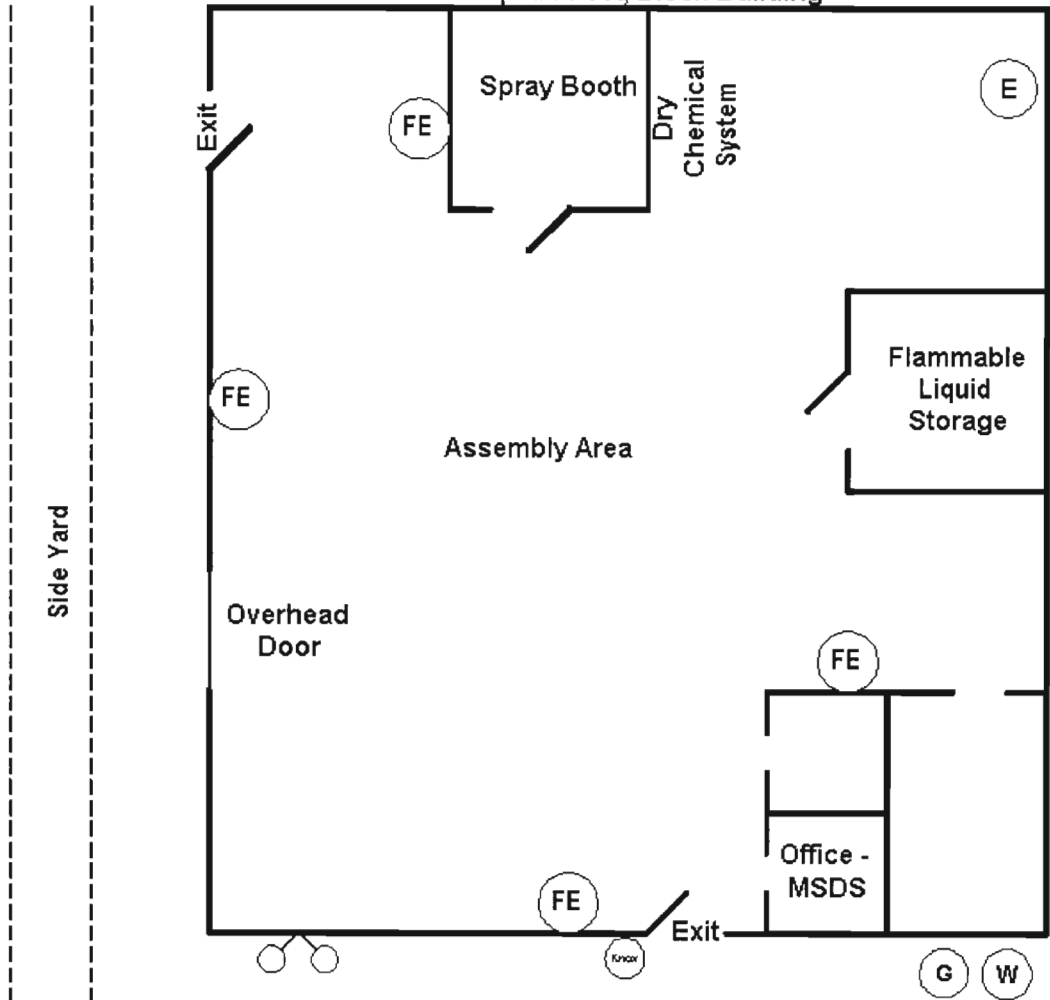 Spray Booth
Dry
Chemical
System
E
Exit
FE
Flammable
Liquid
Storage
FE
Assembly Area
Side Yard
Overhead
Door
FE
Office -
MSDS
FE
Exit
Knox
G
W